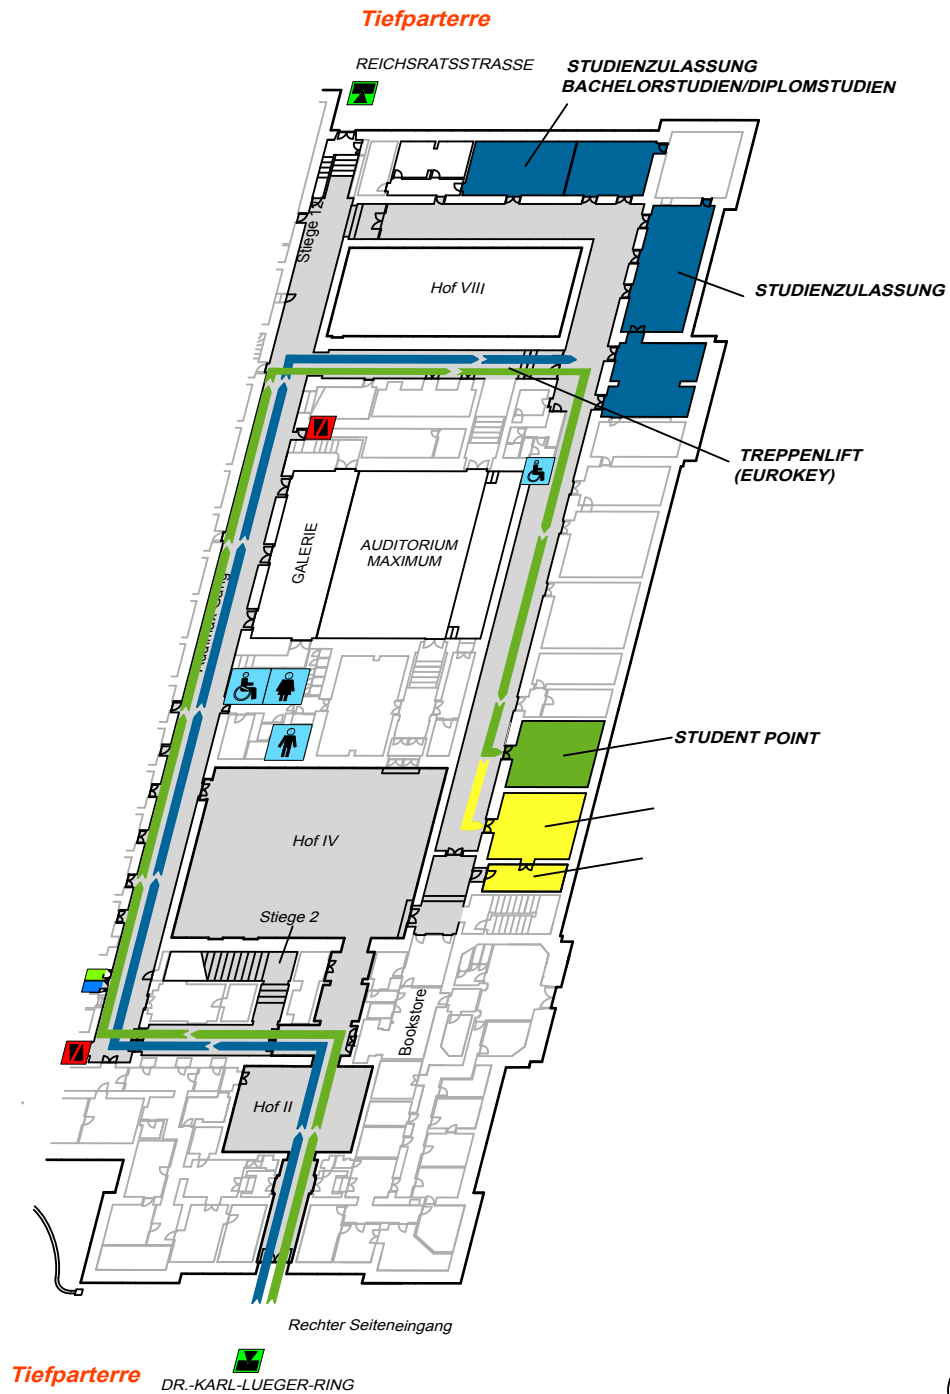 Tiefparterre
REICHSRATSSTRASSE
STUDIENZULASSUNG
BACHELORSTUDIEN/DIPLOMSTUDIEN
Stiege 12
Hof VIII
STUDIENZULASSUNG
TREPPENLIFT
(EUROKEY)
GALERIE
AUDITORIUM
MAXIMUM
STUDENT POINT
Hof IV
Stiege 2
Bookstore
Hof II
Rechter Seiteneingang
Tiefparterre
DR.-KARL-LUEGER-RING